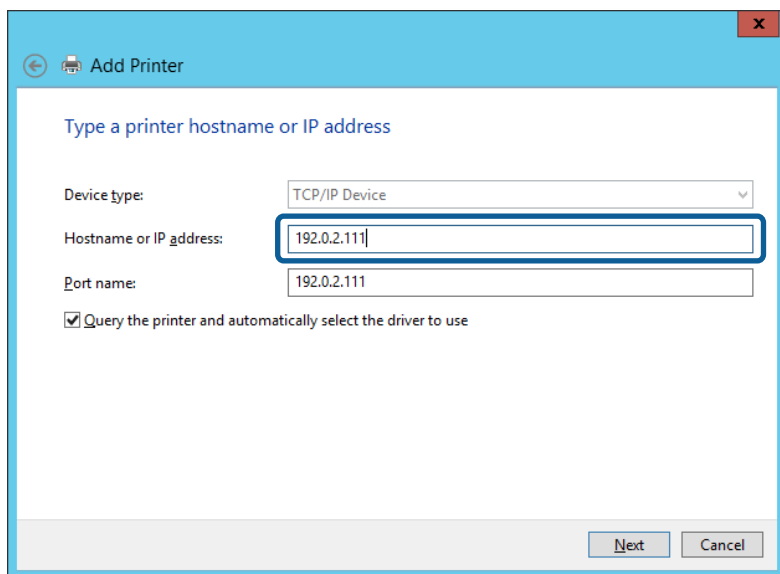 x
Add Printer
Type a printer hostname or IP address
Device type: TCP/IP Device
Hostname or IP address: 192.0.2.111
Port name: 192.0.2.111
Query the printer and automatically select the driver to use
Next Cancel